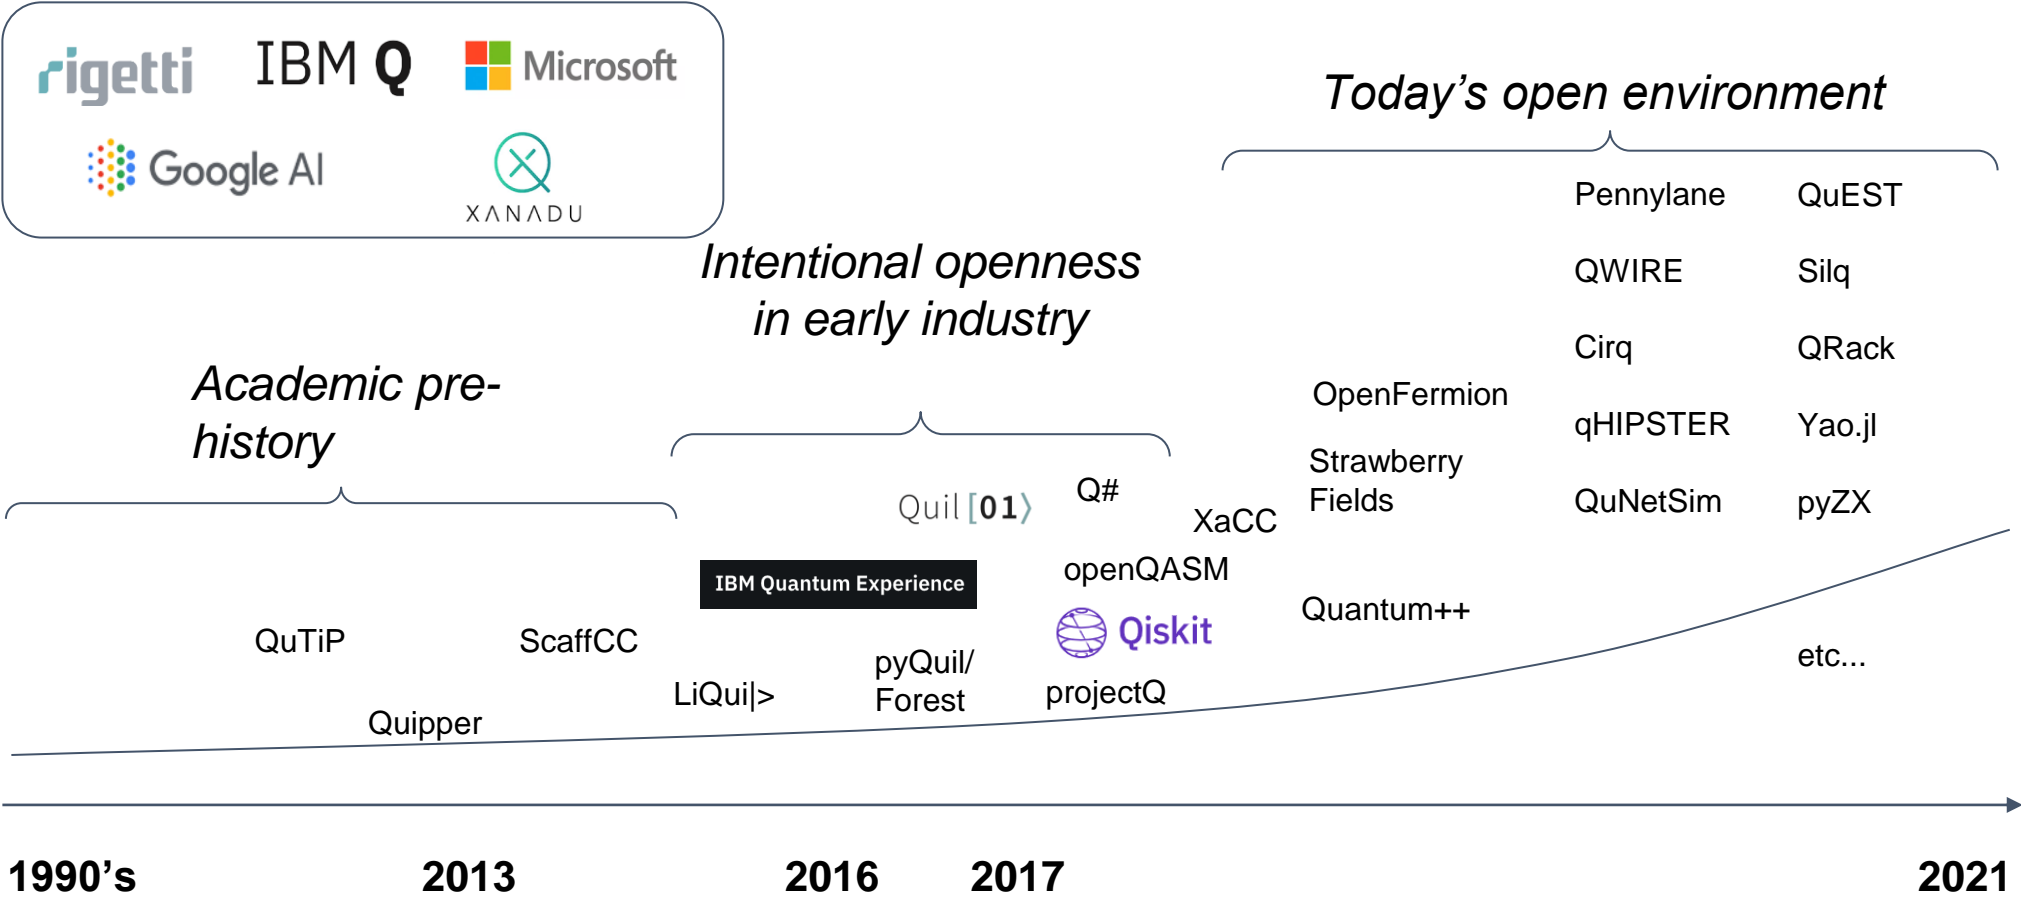 rigetti
IBM Q
Microsoft
Google AI
XANADU
Today’s open environment
Intentional openness
in early industry
Academic pre-
history
QuTiP
Quipper
ScaffCC
LiQui|>
IBM Quantum Experience
Quil [01⟩
pyQuil/
Forest
Q#
openQASM
Qiskit
projectQ
XaCC
OpenFermion
Strawberry
Fields
Quantum++
Pennylane
QWIRE
Cirq
qHIPSTER
QuNetSim
QuEST
Silq
QRack
Yao.jl
pyZX
etc...
1990’s
2013
2016
2017
2021